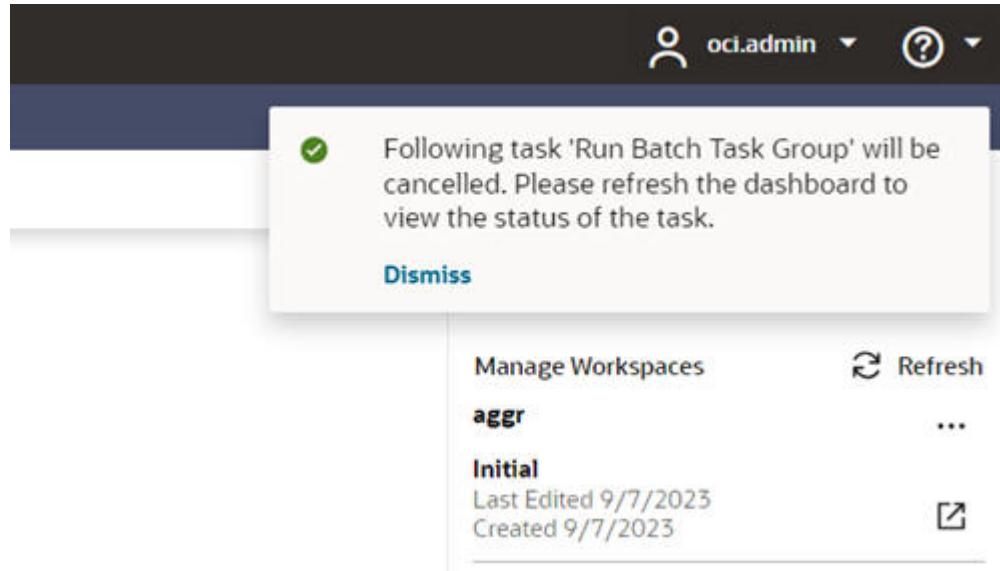 oci.admin
Following task 'Run Batch Task Group' will be
cancelled. Please refresh the dashboard to
view the status of the task.
Dismiss
Manage Workspaces Refresh
aggr
Initial
Last Edited 9/7/2023
Created 9/7/2023